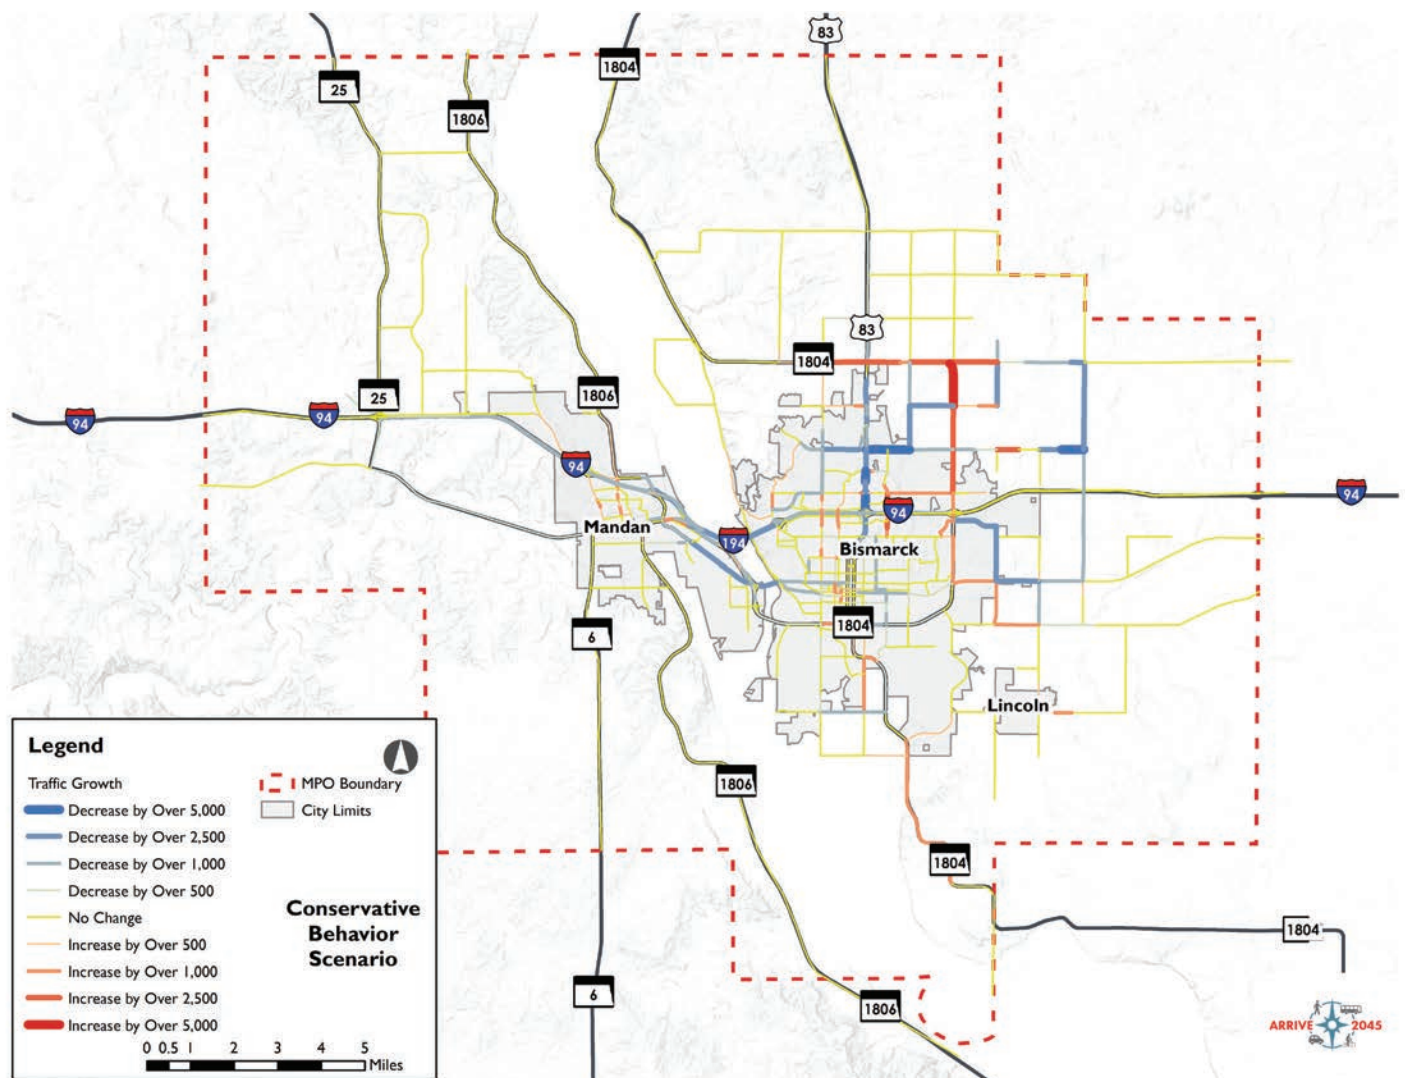 83
1804
25
1806
83
1804
25
1806
94
94
94
94
94
Mandan
194
Bismarck
1804
6
Lincoln
1806
1804
1804
6
1806
Legend
Traffic Growth
Decrease by Over 5,000
Decrease by Over 2,500
Decrease by Over 1,000
Decrease by Over 500
No Change
Increase by Over 500
Increase by Over 1,000
Increase by Over 2,500
Increase by Over 5,000
MPO Boundary
City Limits
Conservative
Behavior
Scenario
0 0.5 1 2 3 4 5
Miles
ARRIVE 2045